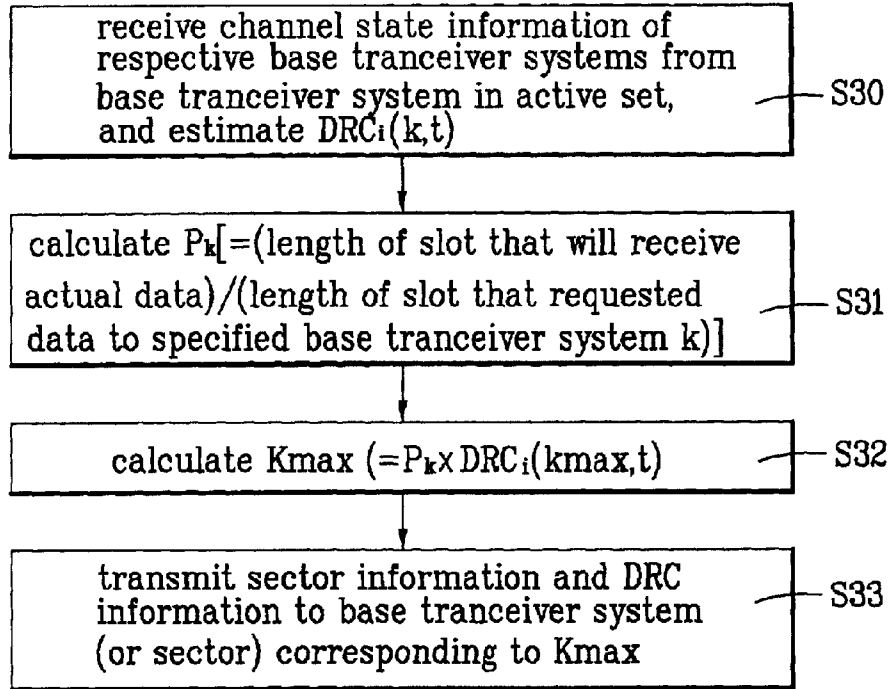 receive channel state information of
respective base tranceiver systems from
base tranceiver system in active set,
and estimate DRCi(k,t)
S30
calculate Pk[=(length of slot that will receive
actual data)/(length of slot that requested
data to specified base tranceiver system k)]
S31
calculate Kmax (=Pk×DRCi(kmax,t)
S32
transmit sector information and DRC
information to base tranceiver system
(or sector) corresponding to Kmax
S33